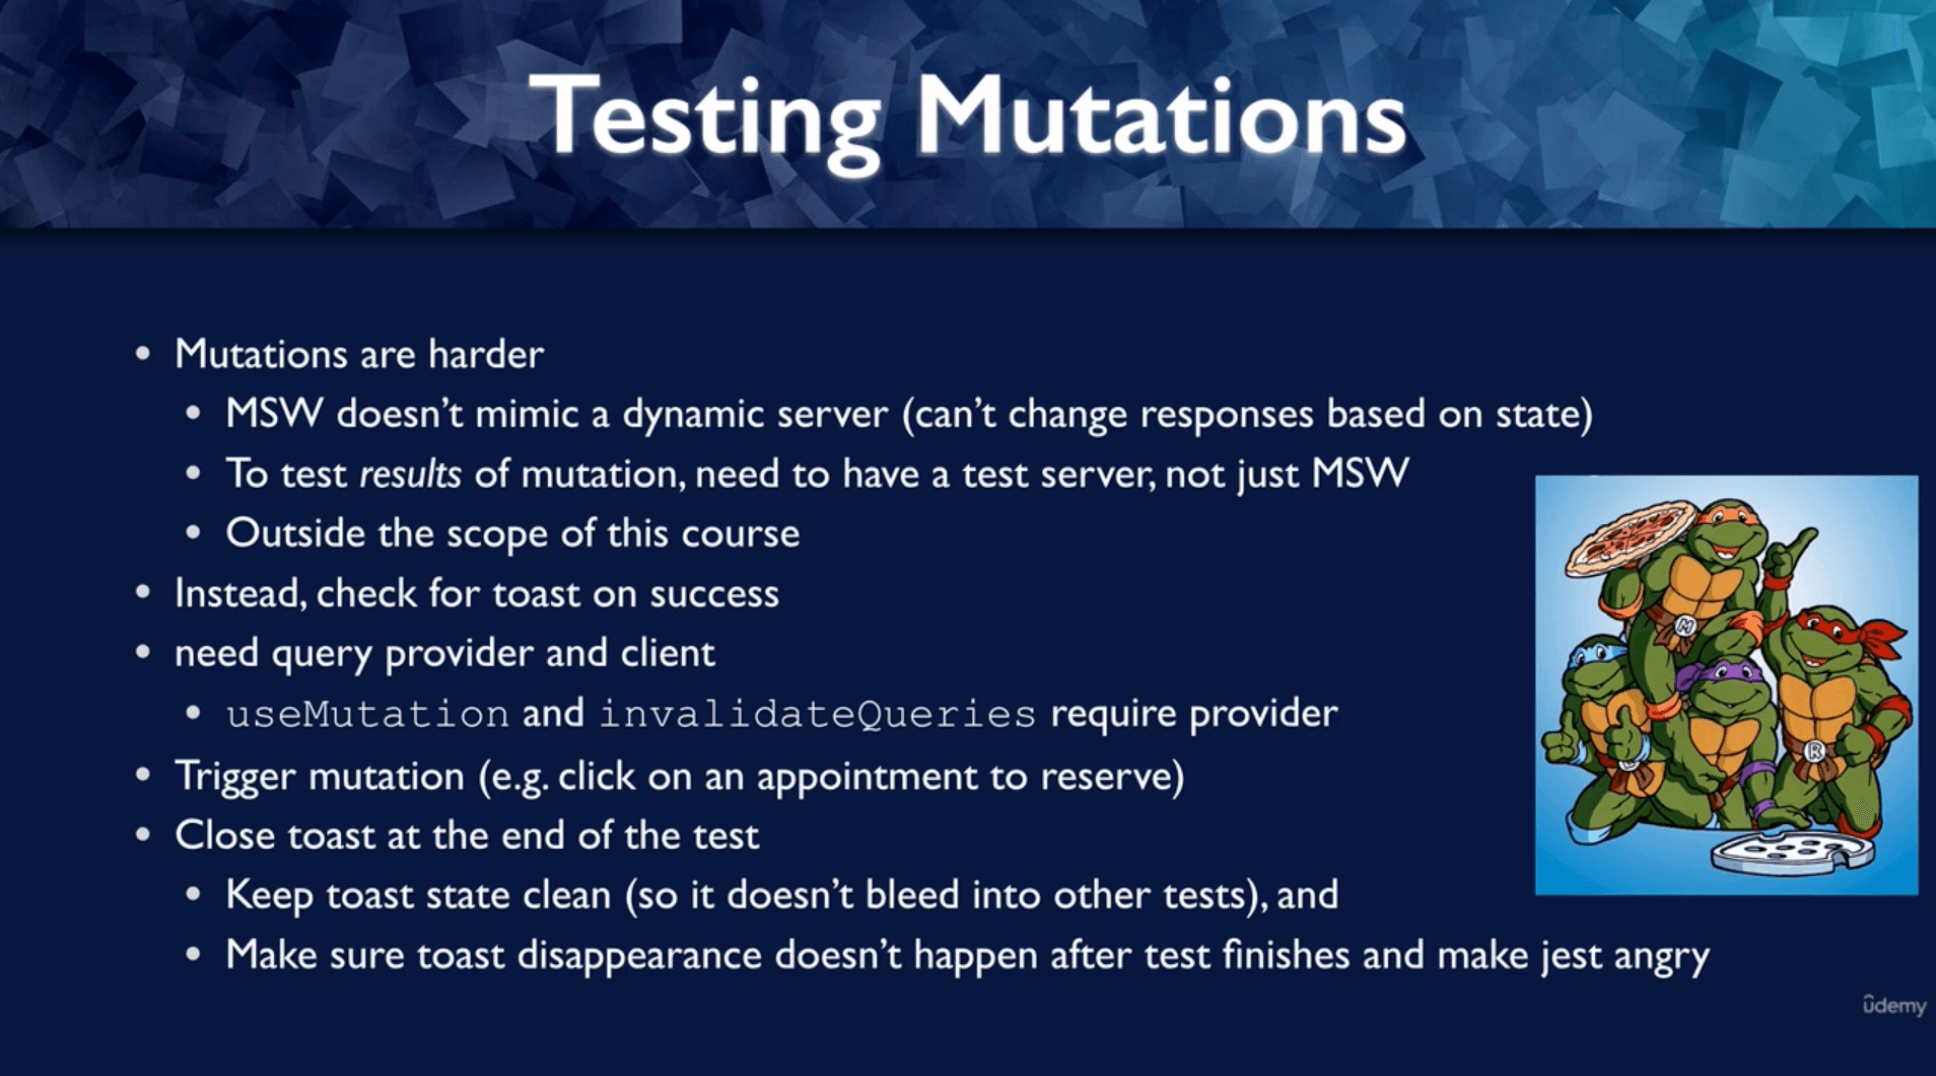 Testing Mutations
• Mutations are harder
• MSW doesn't mimic a dynamic server (can't change responses based on state)
• To test results of mutation, need to have a test server, not just MSW
• Outside the scope of this course
• Instead, check for toast on success
• need query provider and client
• useMutation and invalidateQueries require provider
• Trigger mutation (e.g. click on an appointment to reserve)
• Close toast at the end of the test
• Keep toast state clean (so it doesn't bleed into other tests), and
• Make sure toast disappearance doesn't happen after test finishes and make jest angry
M
R
ûdemy